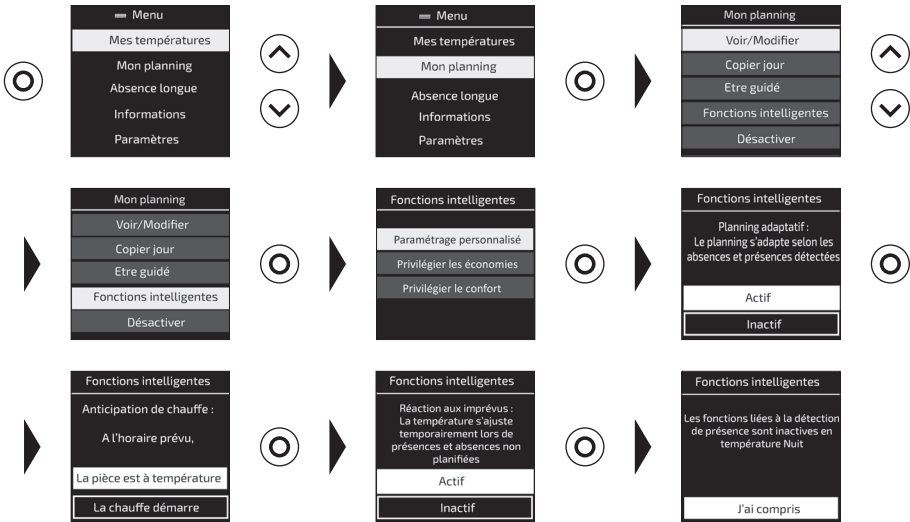 Menu
Mes températures
Mon planning
Absence longue
Informations
Paramètres
Menu
Mes températures
Mon planning
Absence longue
Informations
Paramètres
Mon planning
Voir/Modifier
Copier jour
Etre guidé
Fonctions intelligentes
Désactiver
Mon planning
Voir/Modifier
Copier jour
Etre guidé
Fonctions intelligentes
Désactiver
Fonctions intelligentes
Paramétrage personnalisé
Privilégier les économies
Privilégier le confort
Fonctions intelligentes
Planning adaptatif :
Le planning s'adapte selon les
absences et présences détectées
Actif
Inactif
Fonctions intelligentes
Anticipation de chauffe :
A l'horaire prévu,
La pièce est à température
La chauffe démarre
Fonctions intelligentes
Réaction aux imprévus :
La température s'ajuste
temporairement lors de
présences et absences non
planifiées
Actif
Inactif
Fonctions intelligentes
Les fonctions liées à la détection
de présence sont inactives en
température Nuit
J'ai compris